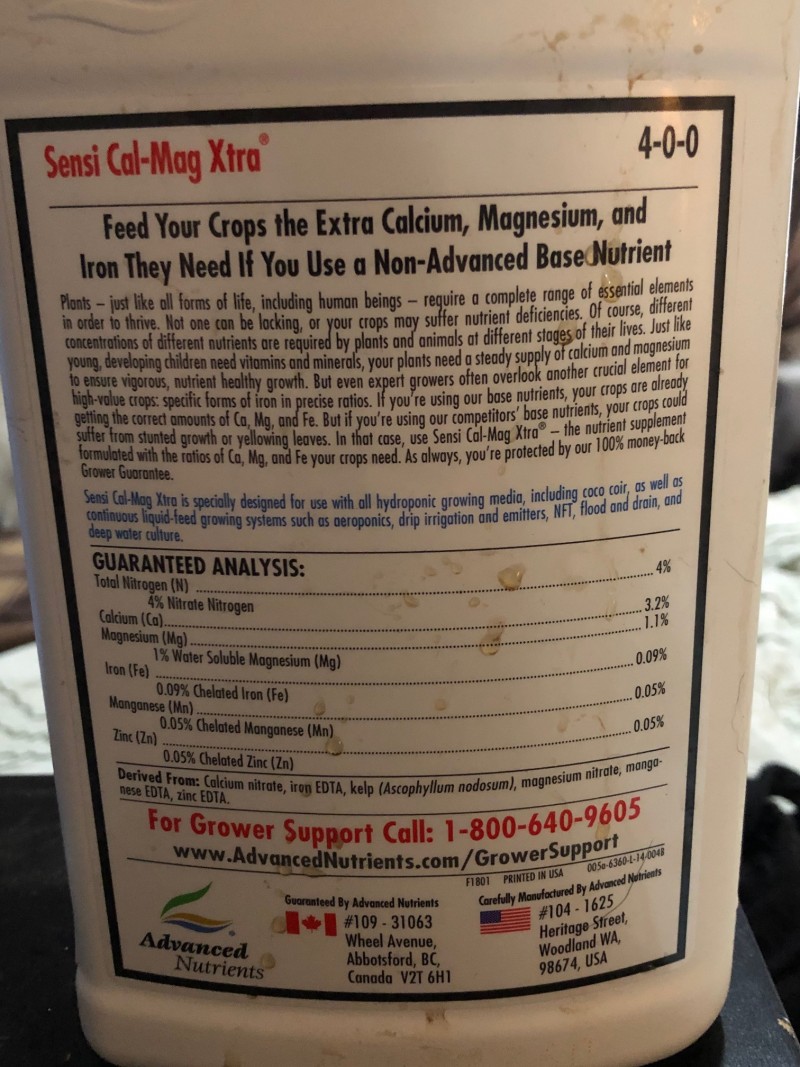 Sensi Cal-Mag Xtra®
4-0-0
Feed Your Crops the Extra Calcium, Magnesium, and
Iron They Need If You Use a Non-Advanced Base Nutrient
Plants – just like all forms of life, including human beings – require a complete range of essential elements
in order to thrive. Not one can be lacking, or your crops may suffer nutrient deficiencies. Of course, different
concentrations of different nutrients are required by plants and animals at different stages of their lives. Just like
young, developing children need vitamins and minerals, your plants need a steady supply of calcium and magnesium
to ensure vigorous, nutrient healthy growth. But even expert growers often overlook another crucial element for
high-value crops: specific forms of iron in precise ratios. If you're using our base nutrients, your crops are already
getting the correct amounts of Ca, Mg, and Fe. But if you're using our competitors' base nutrients, your crops could
suffer from stunted growth or yellowing leaves. In that case, use Sensi Cal-Mag Xtra® – the nutrient supplement
formulated with the ratios of Ca, Mg, and Fe your crops need. As always, you're protected by our 100% money-back
Grower Guarantee.
Sensi Cal-Mag Xtra is specially designed for use with all hydroponic growing media, including coco coir, as well as
continuous liquid-feed growing systems such as aeroponics, drip irrigation and emitters, NFT, flood and drain, and
deep water culture.
GUARANTEED ANALYSIS:
Total Nitrogen (N) ........ 4%
4% Nitrate Nitrogen
Calcium (Ca)........ 3.2%
Magnesium (Mg)........ 1.1%
1% Water Soluble Magnesium (Mg)
Iron (Fe) ........ 0.09%
0.09% Chelated Iron (Fe)
Manganese (Mn) ........ 0.05%
0.05% Chelated Manganese (Mn)
Zinc (Zn) ........ 0.05%
0.05% Chelated Zinc (Zn)
Derived From: Calcium nitrate, iron EDTA, kelp (Ascophyllum nodosum), magnesium nitrate, manga-
nese EDTA, zinc EDTA.
For Grower Support Call: 1-800-640-9605
www.AdvancedNutrients.com/GrowerSupport
F1801 PRINTED IN USA 005a-6360-L-14-004B
Advanced
Nutrients
Guaranteed By Advanced Nutrients
#109 - 31063
Wheel Avenue,
Abbotsford, BC,
Canada V2T 6H1
Carefully Manufactured By Advanced Nutrients
#104 - 1625
Heritage Street,
Woodland WA,
98674, USA